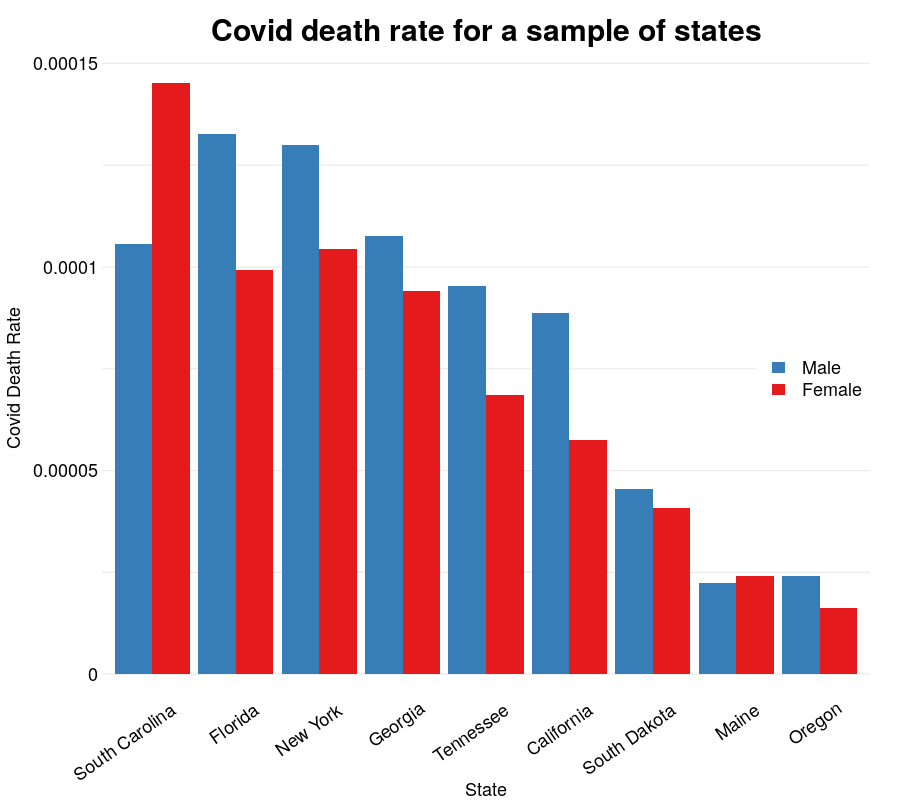 Covid death rate for a sample of states
0.00015
0.0001
0.00005
0
Covid Death Rate
Male
Female
South Carolina
Florida
New York
Georgia
Tennessee
California
South Dakota
Maine
Oregon
State